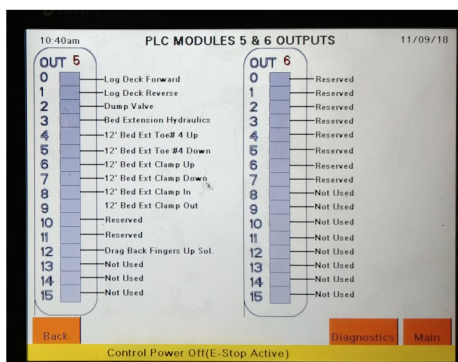 10:40am PLC MODULES 5 & 6 OUTPUTS 11/09/18
OUT 5
0 Log Deck Forward
1 Log Deck Reverse
2 Dump Valve
3 Bed Extension Hydraulics
4 12' Bed Ext Toe# 4 Up
5 12' Bed Ext Toe #4 Down
6 12' Bed Ext Clamp Up
7 12' Bed Ext Clamp Down
8 12' Bed Ext Clamp In
9 12' Bed Ext Clamp Out
10 Reserved
11 Reserved
12 Drag Back Fingers Up Sol.
13 Not Used
14 Not Used
15 Not Used
OUT 6
0 Reserved
1 Reserved
2 Reserved
3 Reserved
4 Reserved
5 Reserved
6 Reserved
7 Reserved
8 Not Used
9 Not Used
10 Not Used
11 Not Used
12 Not Used
13 Not Used
14 Not Used
15 Not Used
Back Diagnostics Main
Control Power Off(E-Stop Active)